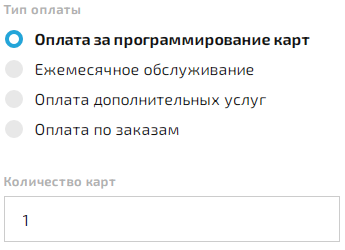 Тип оплаты
Оплата за программирование карт
Ежемесячное обслуживание
Оплата дополнительных услуг
Оплата по заказам
Количество карт
1